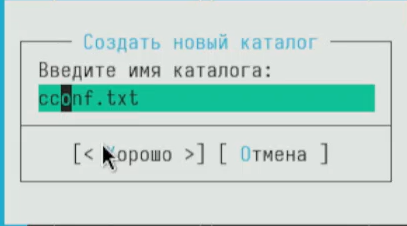 Создать новый каталог
Введите имя каталога:
cconf.txt
[< Хорошо >] [ Отмена ]